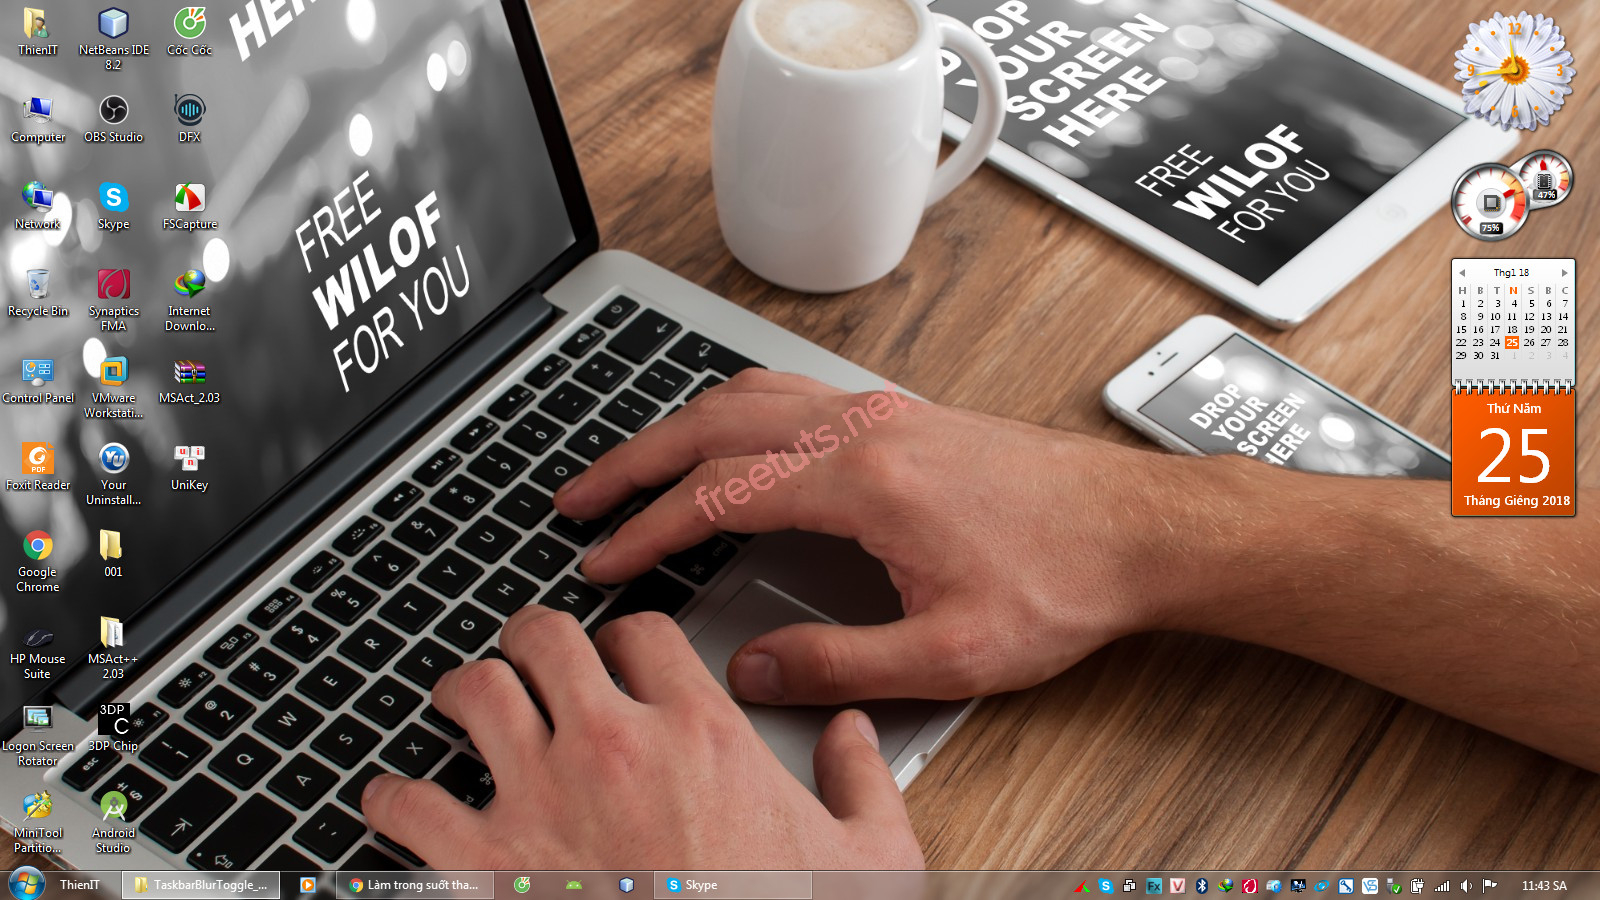 ThienIT
NetBeans IDE
8.2
Cốc Cốc
Computer
OBS Studio
DFX
Network
Skype
FSCapture
Recycle Bin
Synaptics
FMA
Internet
Downlo...
Control Panel
VMware
Workstati...
MSAct_2.03
Foxit Reader
Your
Uninstall...
UniKey
Google
Chrome
001
HP Mouse
Suite
MSAct++
2.03
Logon Screen
Rotator
3DP
C
3DP Chip
MiniTool
Partitio...
Android
Studio
FREE
WILOF
FOR YOU
DROP
YOUR
SCREEN
HERE
FREE
WILOF
FOR YOU
DROP
YOUR
SCREEN
HERE
freetuts.net
12
3
6
9
47%
75%
Thg1 18
H B T N S B C
1 2 3 4 5 6 7
8 9 10 11 12 13 14
15 16 17 18 19 20 21
22 23 24 25 26 27 28
29 30 31 1 2 3 4
Thứ Năm
25
Tháng Giêng 2018
ThienIT
TaskbarBlurToggle_...
Làm trong suốt tha...
Skype
11:43 SA